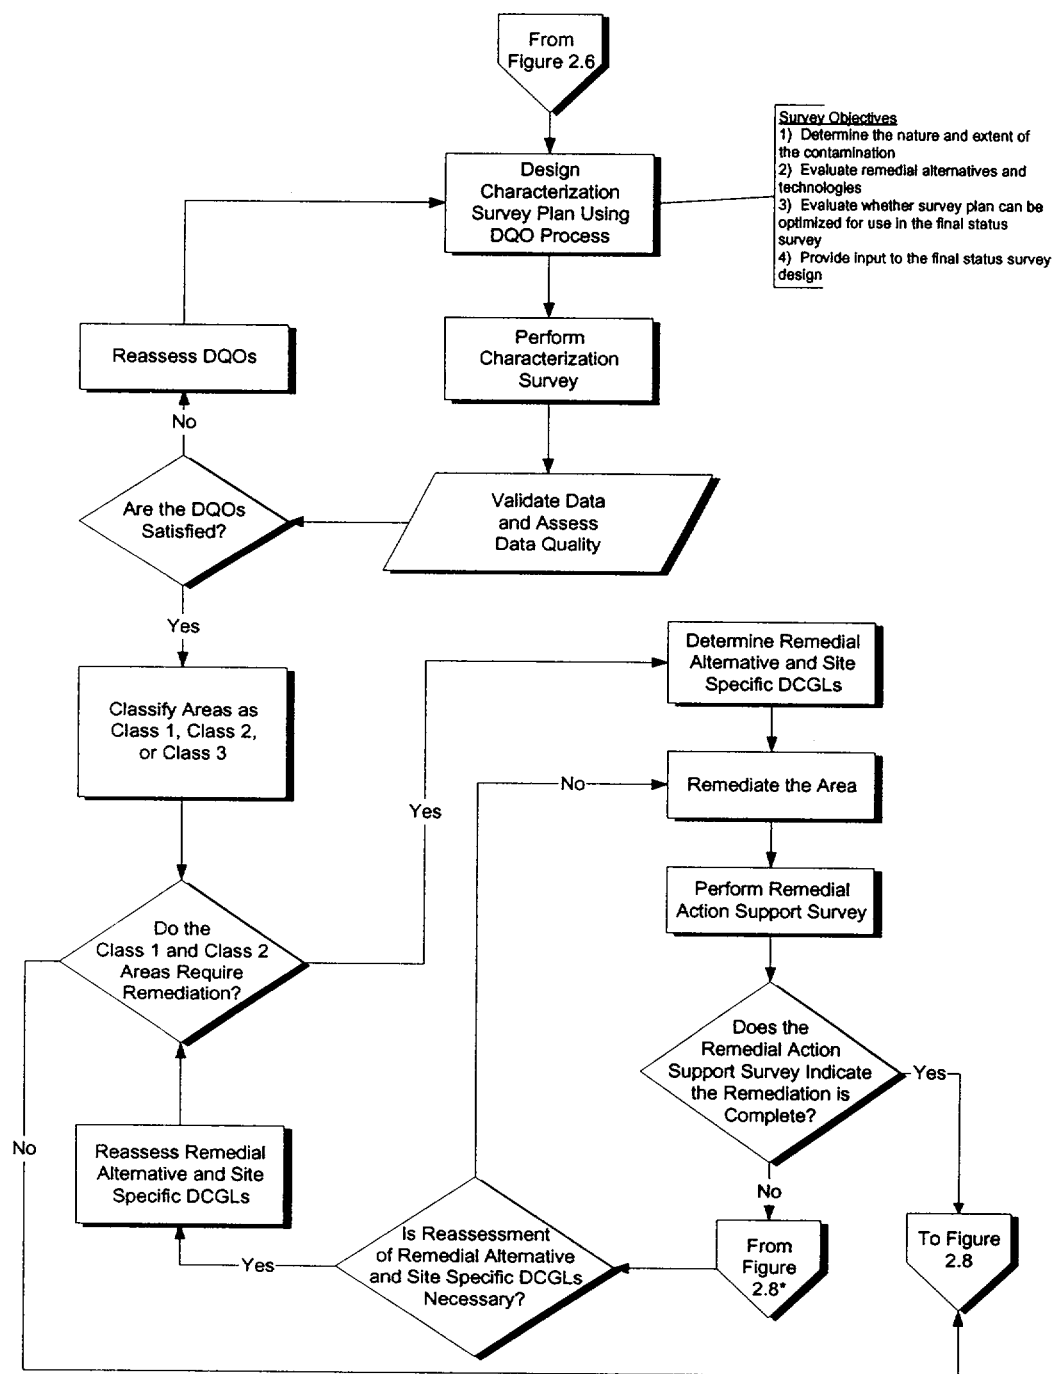 From
Figure 2.6
Survey Objectives
1) Determine the nature and extent of
the contamination
2) Evaluate remedial alternatives and
technologies
3) Evaluate whether survey plan can be
optimized for use in the final status
survey
4) Provide input to the final status survey
design
Design
Characterization
Survey Plan Using
DQO Process
Reassess DQOs
Perform
Characterization
Survey
No
Are the DQOs
Satisfied?
Validate Data
and Assess
Data Quality
Yes
Classify Areas as
Class 1, Class 2,
or Class 3
Determine Remedial
Alternative and Site
Specific DCGLs
No
Remediate the Area
Yes
Perform Remedial
Action Support Survey
Do the
Class 1 and Class 2
Areas Require
Remediation?
Does the
Remedial Action
Support Survey Indicate
the Remediation is
Complete?
Yes
No
Reassess Remedial
Alternative and Site
Specific DCGLs
No
Is Reassessment
of Remedial Alternative
and Site Specific DCGLs
Necessary?
Yes
From
Figure
2.8*
To Figure
2.8